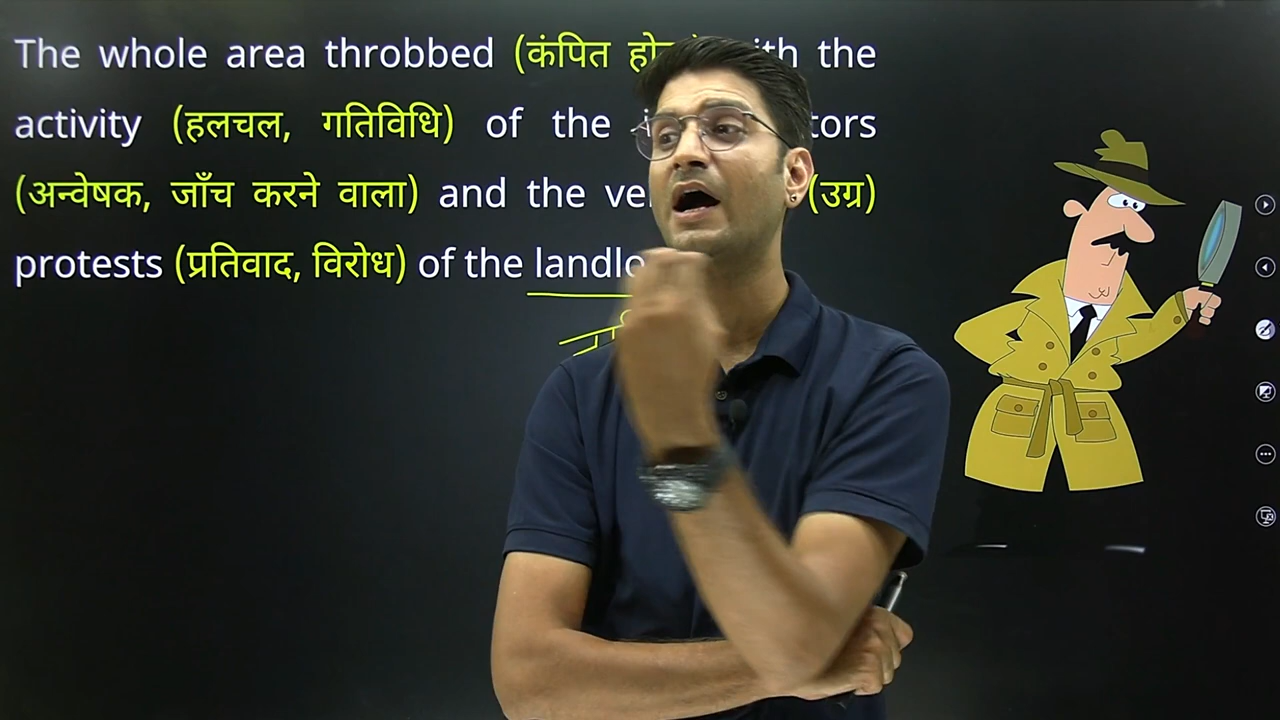 The whole area throbbed (कंपित the
activity (हलचल, गतिविधि) of the
(अन्वेषक, जाँच करने वाला) and the (उग्र)
protests (प्रतिवाद, विरोध) of the